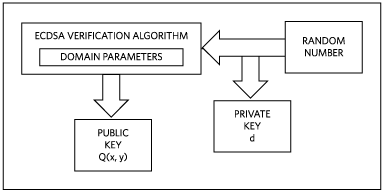 ECDSA VERIFICATION ALGORITHM
DOMAIN PARAMETERS
RANDOM
NUMBER
PUBLIC
KEY
Q(x, y)
PRIVATE
KEY
d